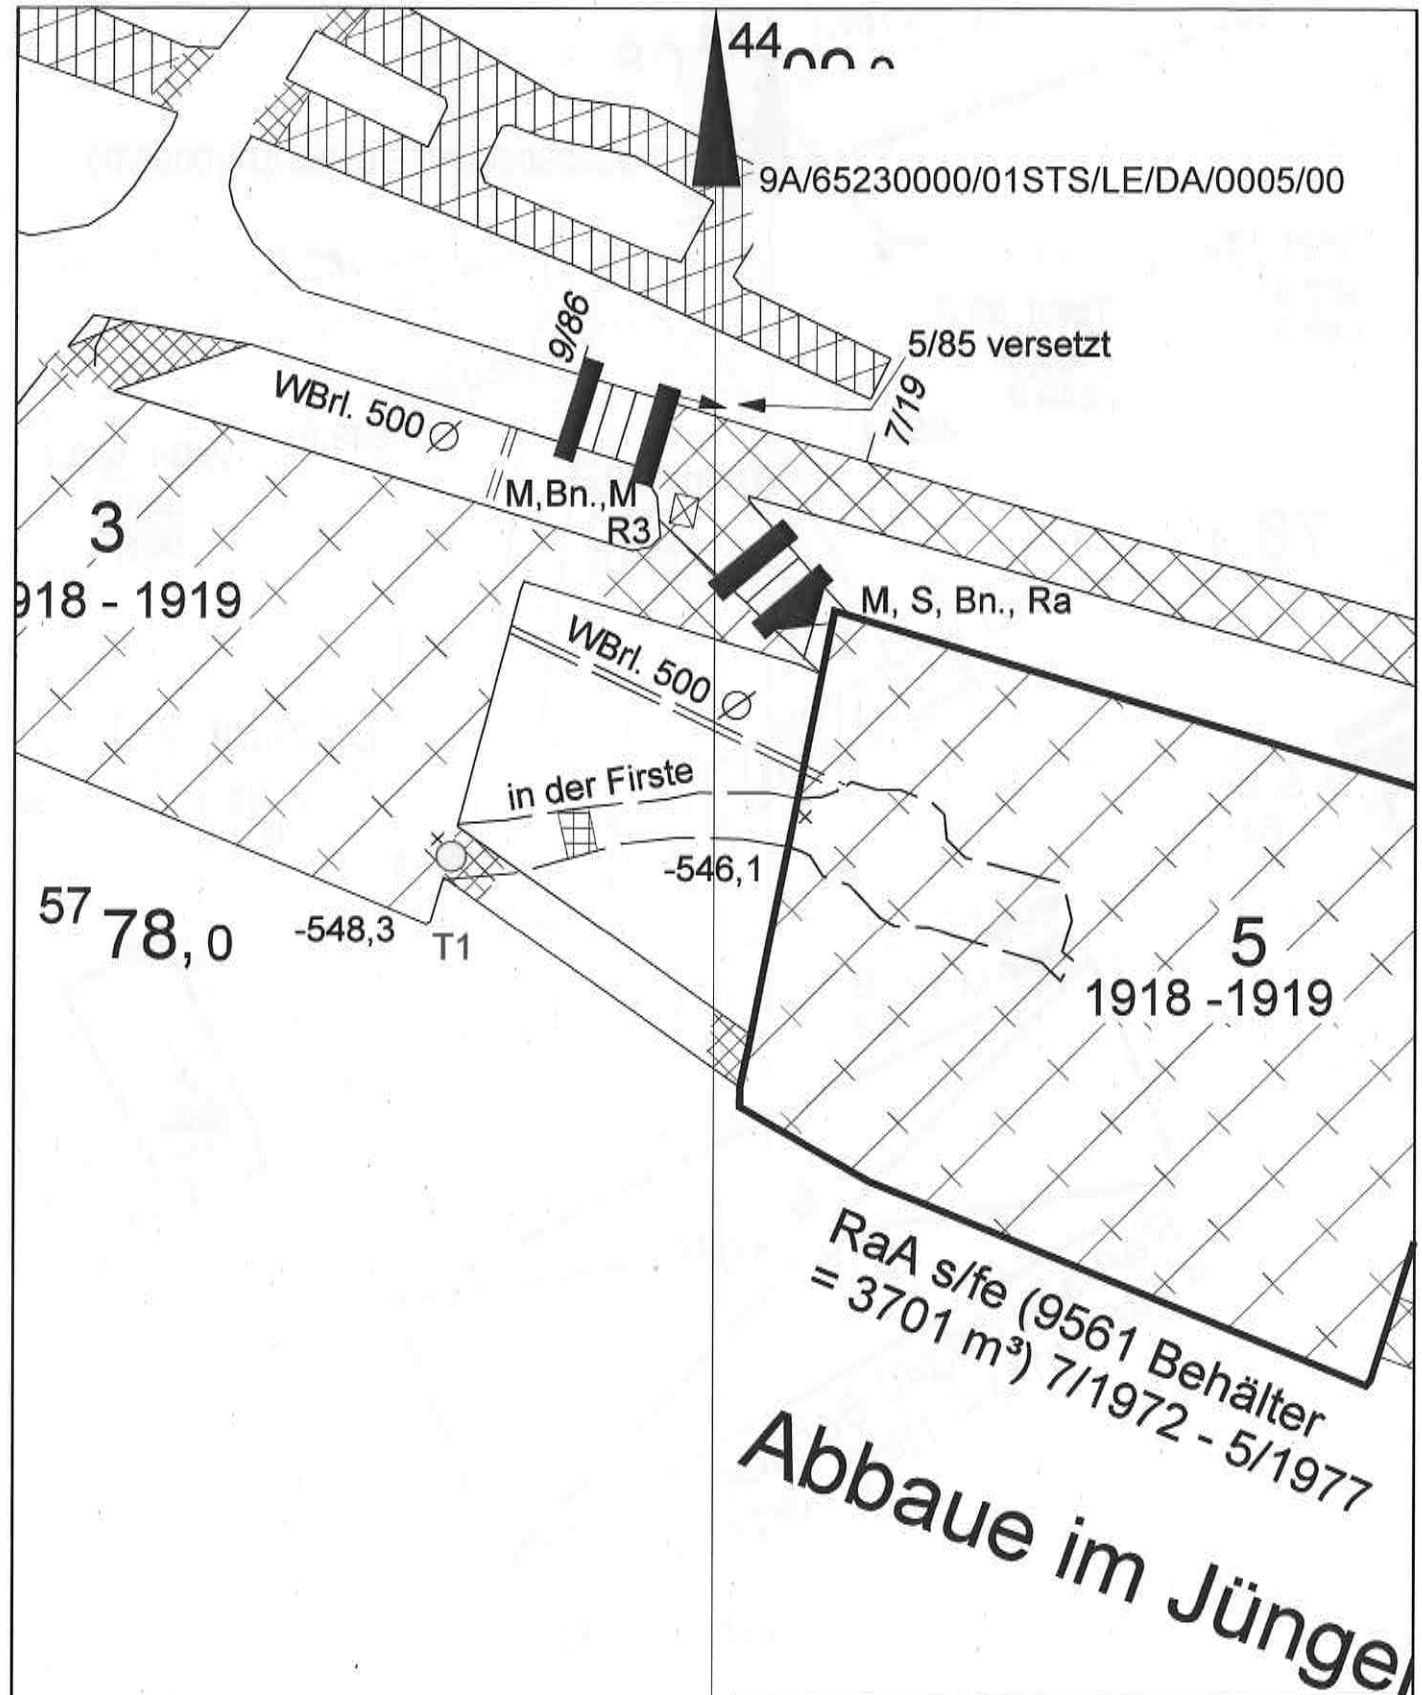 44
9A/65230000/01STS/LE/DA/0005/00
9/86
5/85 versetzt
7/19
WBrl. 500
M,Bn.,M
R3
3
918 - 1919
M, S, Bn., Ra
WBrl. 500
in der Firste
-546,1
57 78,0
-548,3
T1
5
1918 -1919
RaA s/fe (9561 Behälter
= 3701 m³) 7/1972 - 5/1977
Abbaue im Jünge